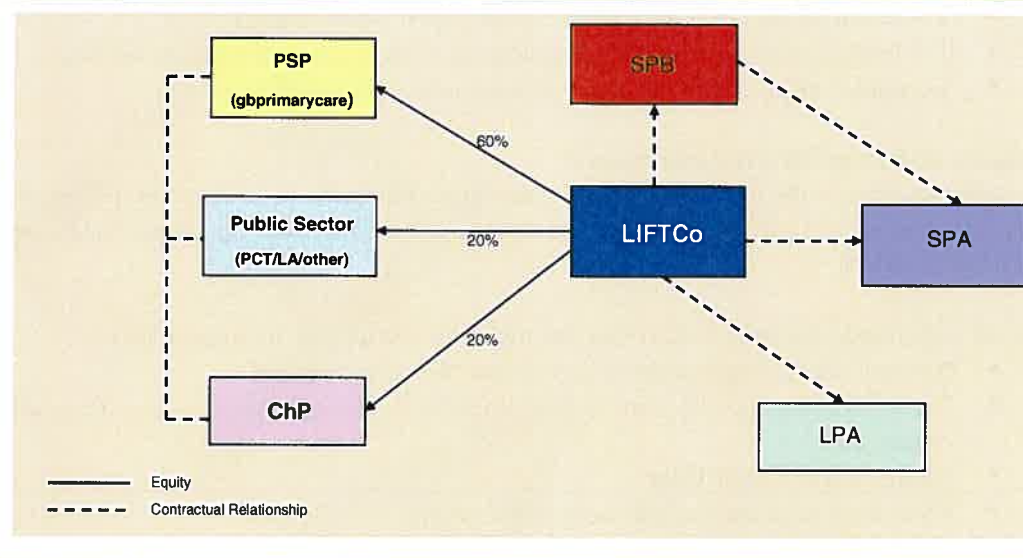 PSP
(gbprimarycare)
SPB
60%
Public Sector
(PCT/LA/other)
20%
LIFTCo
SPA
20%
ChP
LPA
Equity
Contractual Relationship